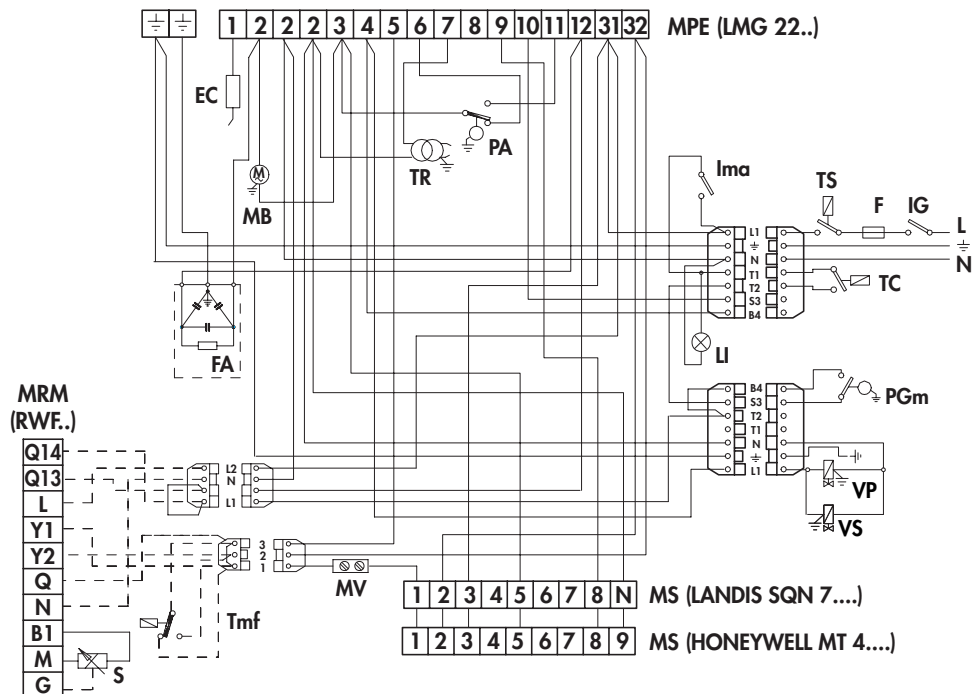 1 2 2 2 3 4 5 6 7 8 9 10 11 12 31 32 MPE (LMG 22..)
EC
MB
TR
PA
Ima
TS
F
IG
L
N
TC
L1
N
T1
T2
S3
B4
LI
FA
B4
S3
T2
T1
N
L1
PGm
VP
VS
MRM
(RWF..)
Q14
Q13
L
Y1
Y2
Q
N
B1
M
G
S
L2
N
L1
3
2
1
Tmf
MV
1 2 3 4 5 6 7 8 N MS (LANDIS SQN 7....)
1 2 3 4 5 6 7 8 9 MS (HONEYWELL MT 4....)
M